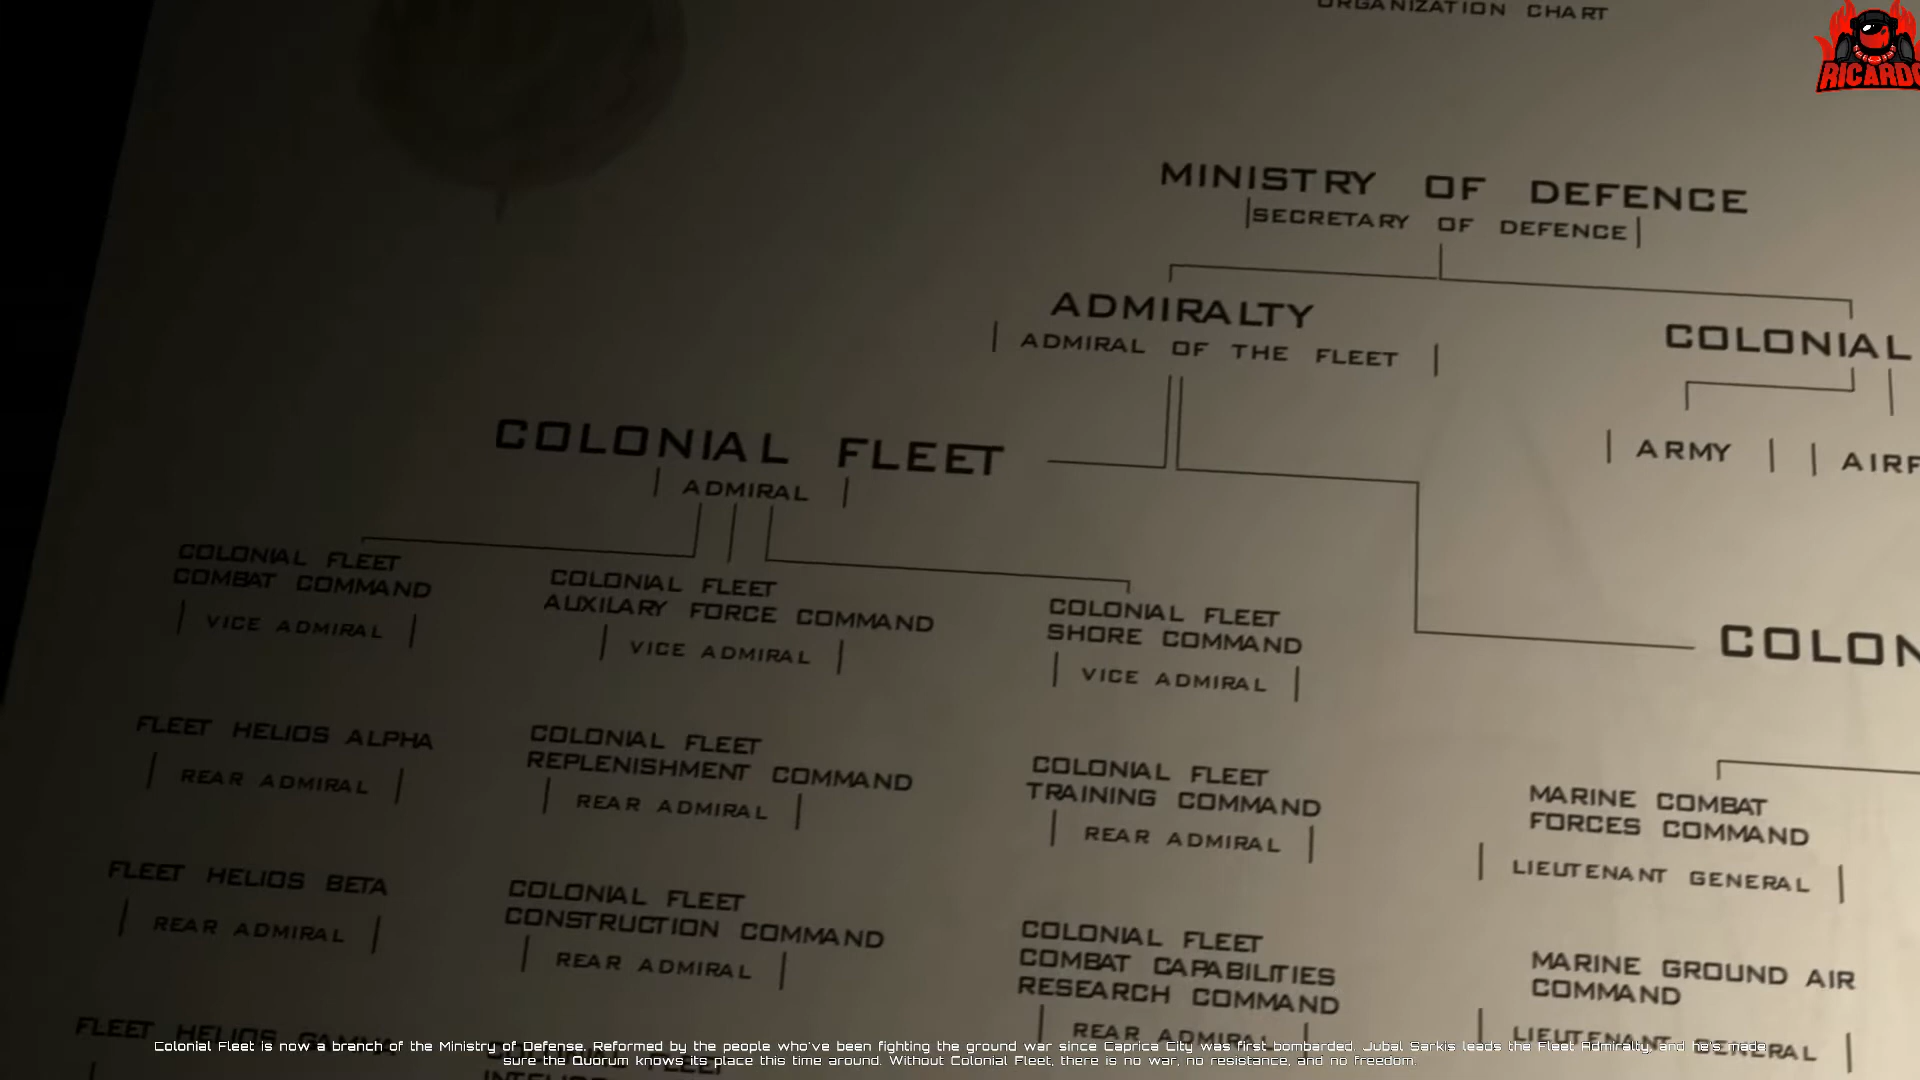 ORGANIZATION CHART
RICARDO
MINISTRY OF DEFENCE
SECRETARY OF DEFENCE
ADMIRALTY
ADMIRAL OF THE FLEET
COLONIAL
ARMY
AIRF
COLONIAL FLEET
ADMIRAL
COLONIAL FLEET
COMBAT COMMAND
VICE ADMIRAL
COLONIAL FLEET
AUXILARY FORCE COMMAND
VICE ADMIRAL
COLONIAL FLEET
SHORE COMMAND
VICE ADMIRAL
COLON
FLEET HELIOS ALPHA
REAR ADMIRAL
COLONIAL FLEET
REPLENISHMENT COMMAND
REAR ADMIRAL
COLONIAL FLEET
TRAINING COMMAND
REAR ADMIRAL
MARINE COMBAT
FORCES COMMAND
LIEUTENANT GENERAL
FLEET HELIOS BETA
REAR ADMIRAL
COLONIAL FLEET
CONSTRUCTION COMMAND
REAR ADMIRAL
COLONIAL FLEET
COMBAT CAPABILITIES
RESEARCH COMMAND
REAR ADMIRAL
MARINE GROUND AIR
COMMAND
LIEUTENANT GENERAL
FLEET HELIOS GAMMA
Colonial Fleet is now a branch of the Ministry of Defense. Reformed by the people who've been fighting the ground war since Caprica City was first bombarded. Jubal Sarkis leads the Fleet Admiralty, and he's made
sure the Quorum knows its place this time around. Without Colonial Fleet, there is no war, no resistance, and no freedom.